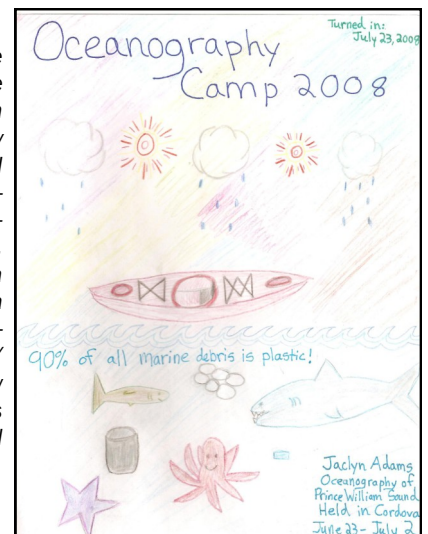 Turned in:
July 23, 2008
Oceanography
Camp 2008
90% of all marine debris is plastic!
Jaclyn Adams
Oceanography of
Prince William Sound
Held in Cordova
June 23 - July 2